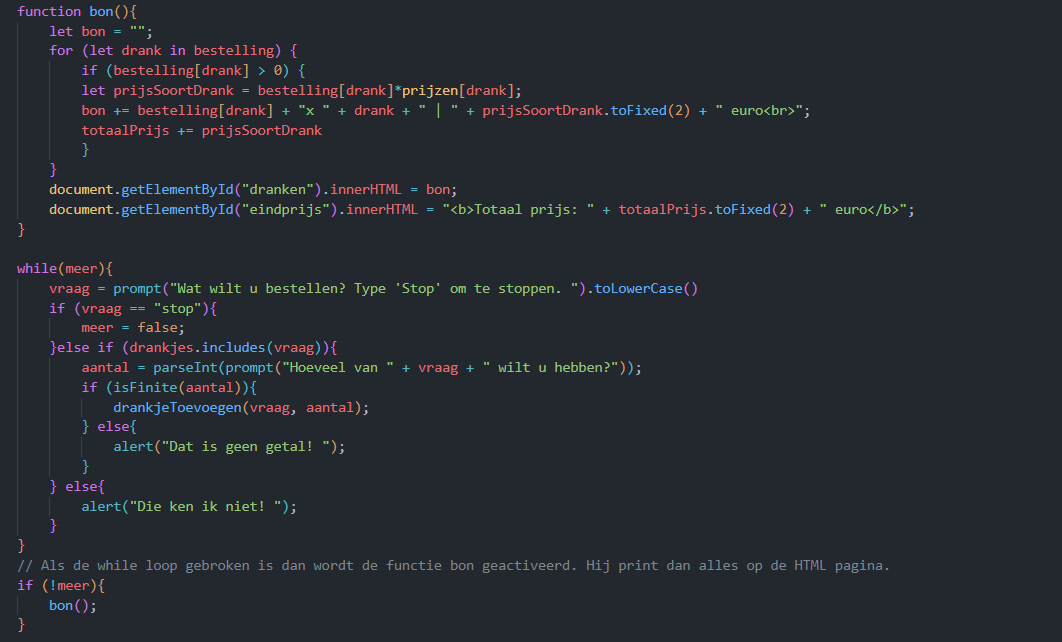 function bon(){
let bon = "";
for (let drank in bestelling) {
if (bestelling[drank] > 0) {
let prijsSoortDrank = bestelling[drank]*prijzen[drank];
bon += bestelling[drank] + "x " + drank + " | " + prijsSoortDrank.toFixed(2) + " euro<br>";
totaalPrijs += prijsSoortDrank
}
}
document.getElementById("dranken").innerHTML = bon;
document.getElementById("eindprijs").innerHTML = "<b>Totaal prijs: " + totaalPrijs.toFixed(2) + " euro</b>";
}
while(meer){
vraag = prompt("Wat wilt u bestellen? Type 'Stop' om te stoppen. ").toLowerCase()
if (vraag == "stop"){
meer = false;
}else if (drankjes.includes(vraag)){
aantal = parseInt(prompt("Hoeveel van " + vraag + " wilt u hebben?"));
if (isFinite(aantal)){
drankjeToevoegen(vraag, aantal);
} else{
alert("Dat is geen getal! ");
}
} else{
alert("Die ken ik niet! ");
}
}
// Als de while loop gebroken is dan wordt de functie bon geactiveerd. Hij print dan alles op de HTML pagina.
if (!meer){
bon();
}